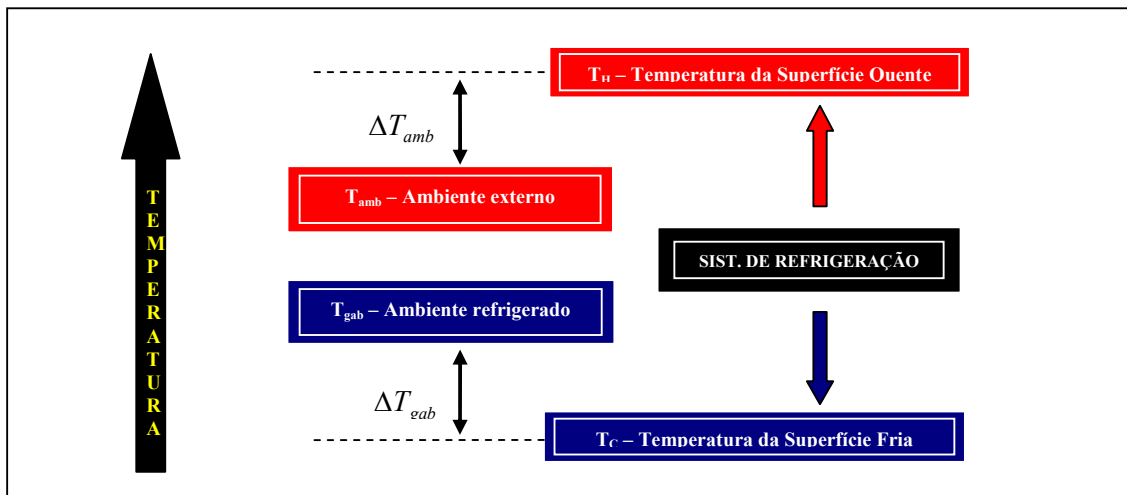 TEMPERATURA
T_H – Temperatura da Superfície Quente
ΔT_amb
T_amb – Ambiente externo
SIST. DE REFRIGERAÇÃO
T_gab – Ambiente refrigerado
ΔT_gab
T_C – Temperatura da Superfície Fria